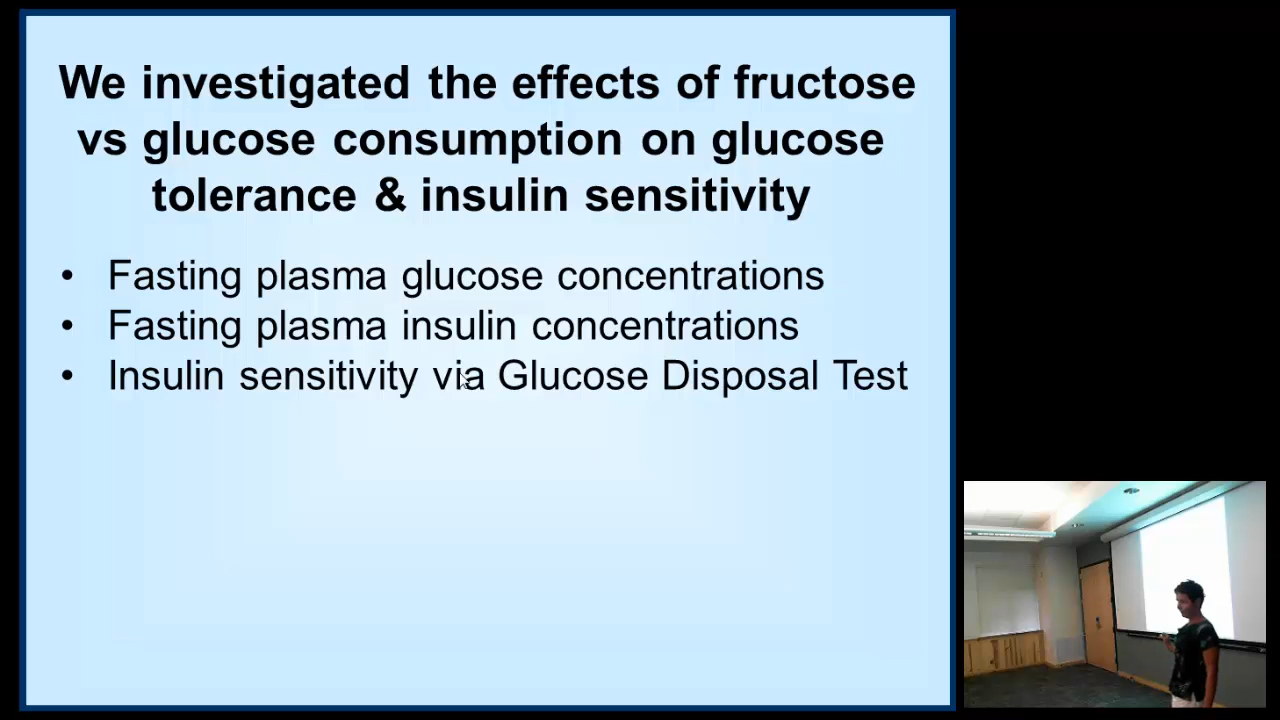 We investigated the effects of fructose
vs glucose consumption on glucose
tolerance & insulin sensitivity
• Fasting plasma glucose concentrations
• Fasting plasma insulin concentrations
• Insulin sensitivity via Glucose Disposal Test